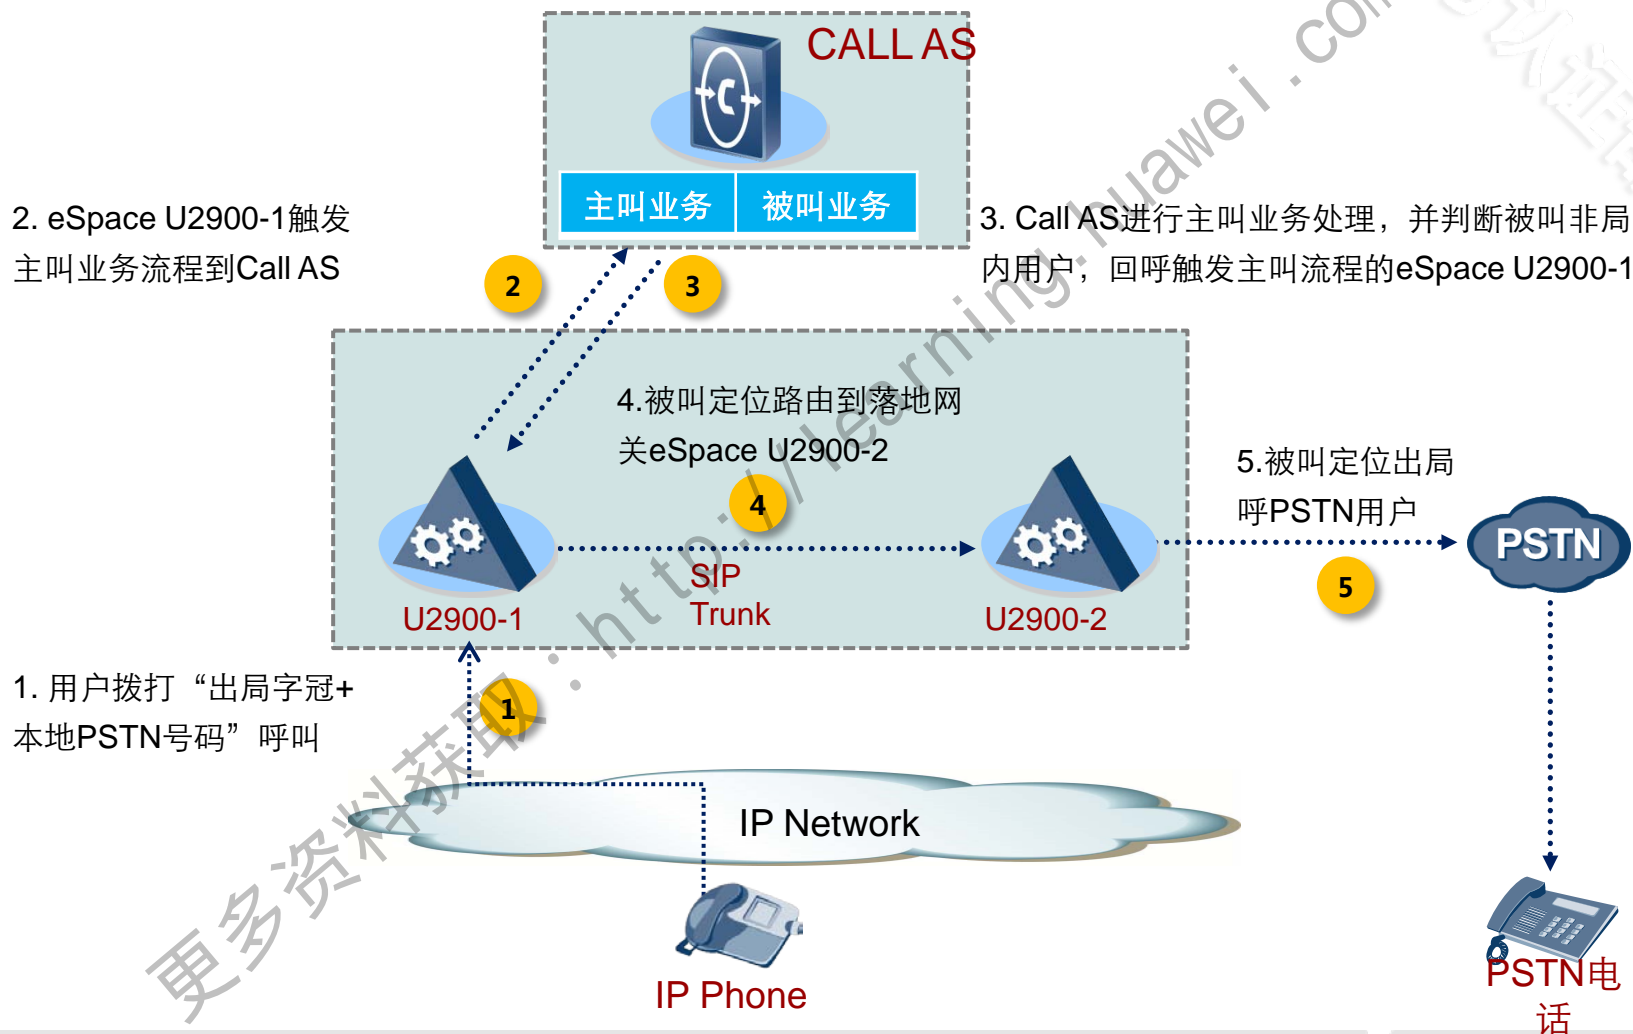 CALL AS
主叫业务 被叫业务
2. eSpace U2900-1触发
主叫业务流程到Call AS
3. Call AS进行主叫业务处理，并判断被叫非局
内用户，回呼触发主叫流程的eSpace U2900-1
2
3
4.被叫定位路由到落地网
关eSpace U2900-2
4
5.被叫定位出局
呼PSTN用户
PSTN
SIP
Trunk
U2900-1
U2900-2
5
1. 用户拨打“出局字冠+
本地PSTN号码”呼叫
1
IP Network
IP Phone
PSTN电
话
更多资料获取：http://learning.huawei.com